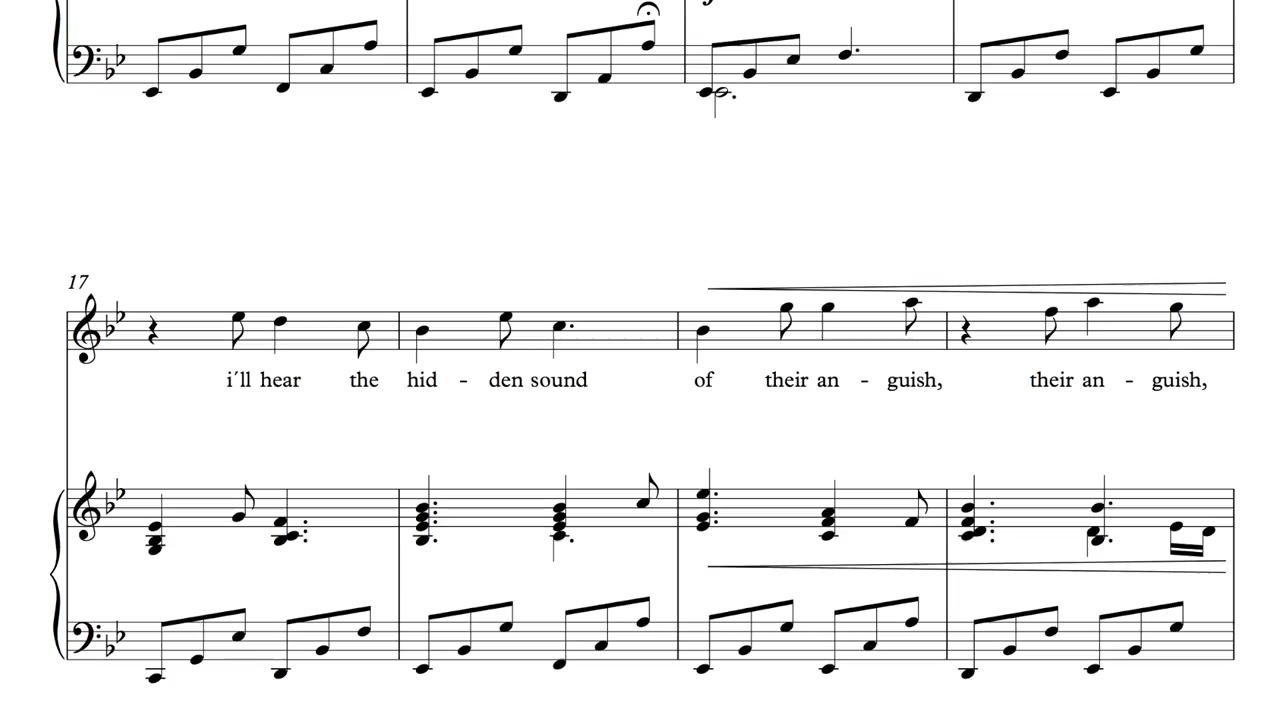 17
i´ll hear the hid - den sound of their an - guish, their an - guish,